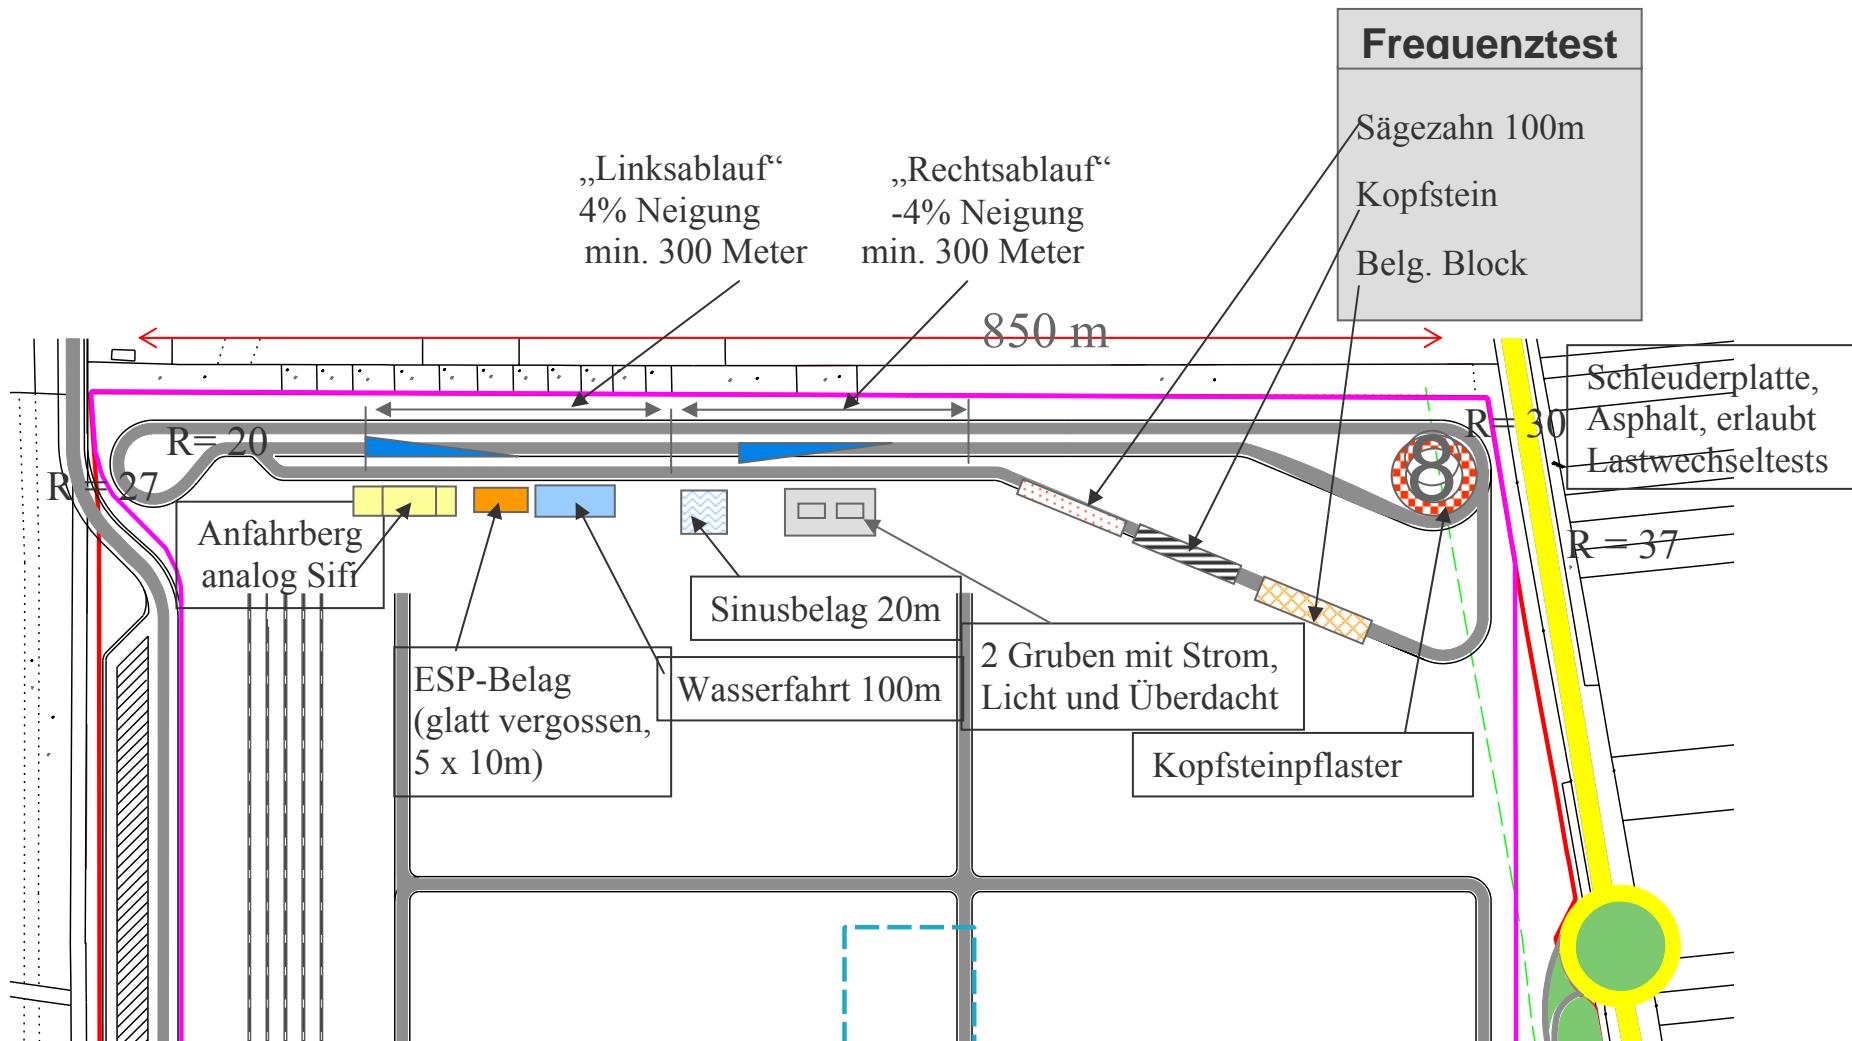 Frequenztest
Sägezahn 100m
Kopfstein
Belg. Block
„Linksablauf“
4% Neigung
min. 300 Meter
„Rechtsablauf“
-4% Neigung
min. 300 Meter
850 m
Schleuderplatte,
Asphalt, erlaubt
Lastwechseltests
R= 20
R= 30
R = 27
8
R = 37
Anfahrberg
analog Sifi
Sinusbelag 20m
ESP-Belag
(glatt vergossen,
5 x 10m)
Wasserfahrt 100m
2 Gruben mit Strom,
Licht und Überdacht
Kopfsteinpflaster